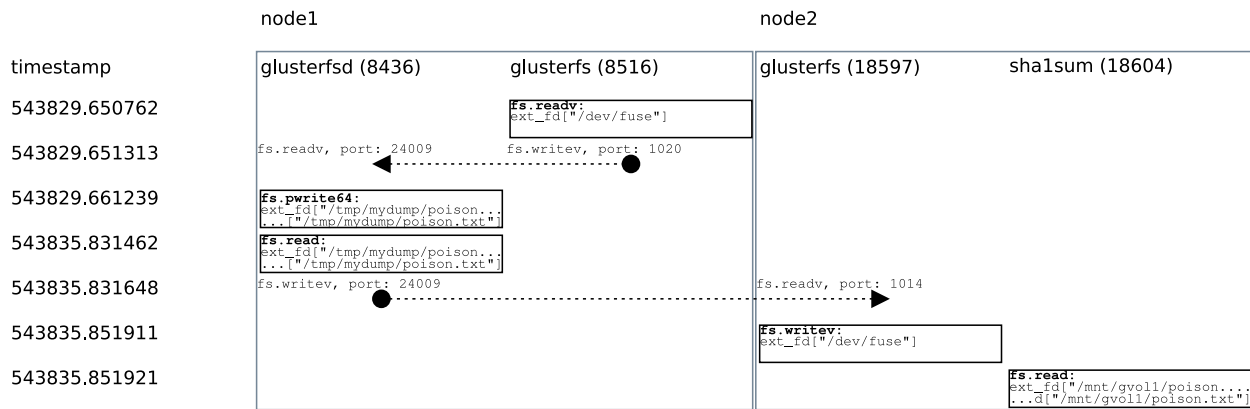 node1 node2
timestamp glusterfsd (8436) glusterfs (8516) glusterfs (18597) sha1sum (18604)
543829.650762
fs.readv:
ext_fd["/dev/fuse"]
543829.651313
fs.readv, port: 24009 fs.writev, port: 1020
543829.661239
fs.pwrite64:
ext_fd["/tmp/mydump/poison...
...["/tmp/mydump/poison.txt"]
543835.831462
fs.read:
ext_fd["/tmp/mydump/poison...
...["/tmp/mydump/poison.txt"]
543835.831648
fs.writev, port: 24009 fs.readv, port: 1014
543835.851911
fs.writev:
ext_fd["/dev/fuse"]
543835.851921
fs.read:
ext_fd["/mnt/gvol1/poison....
...d["/mnt/gvol1/poison.txt"]